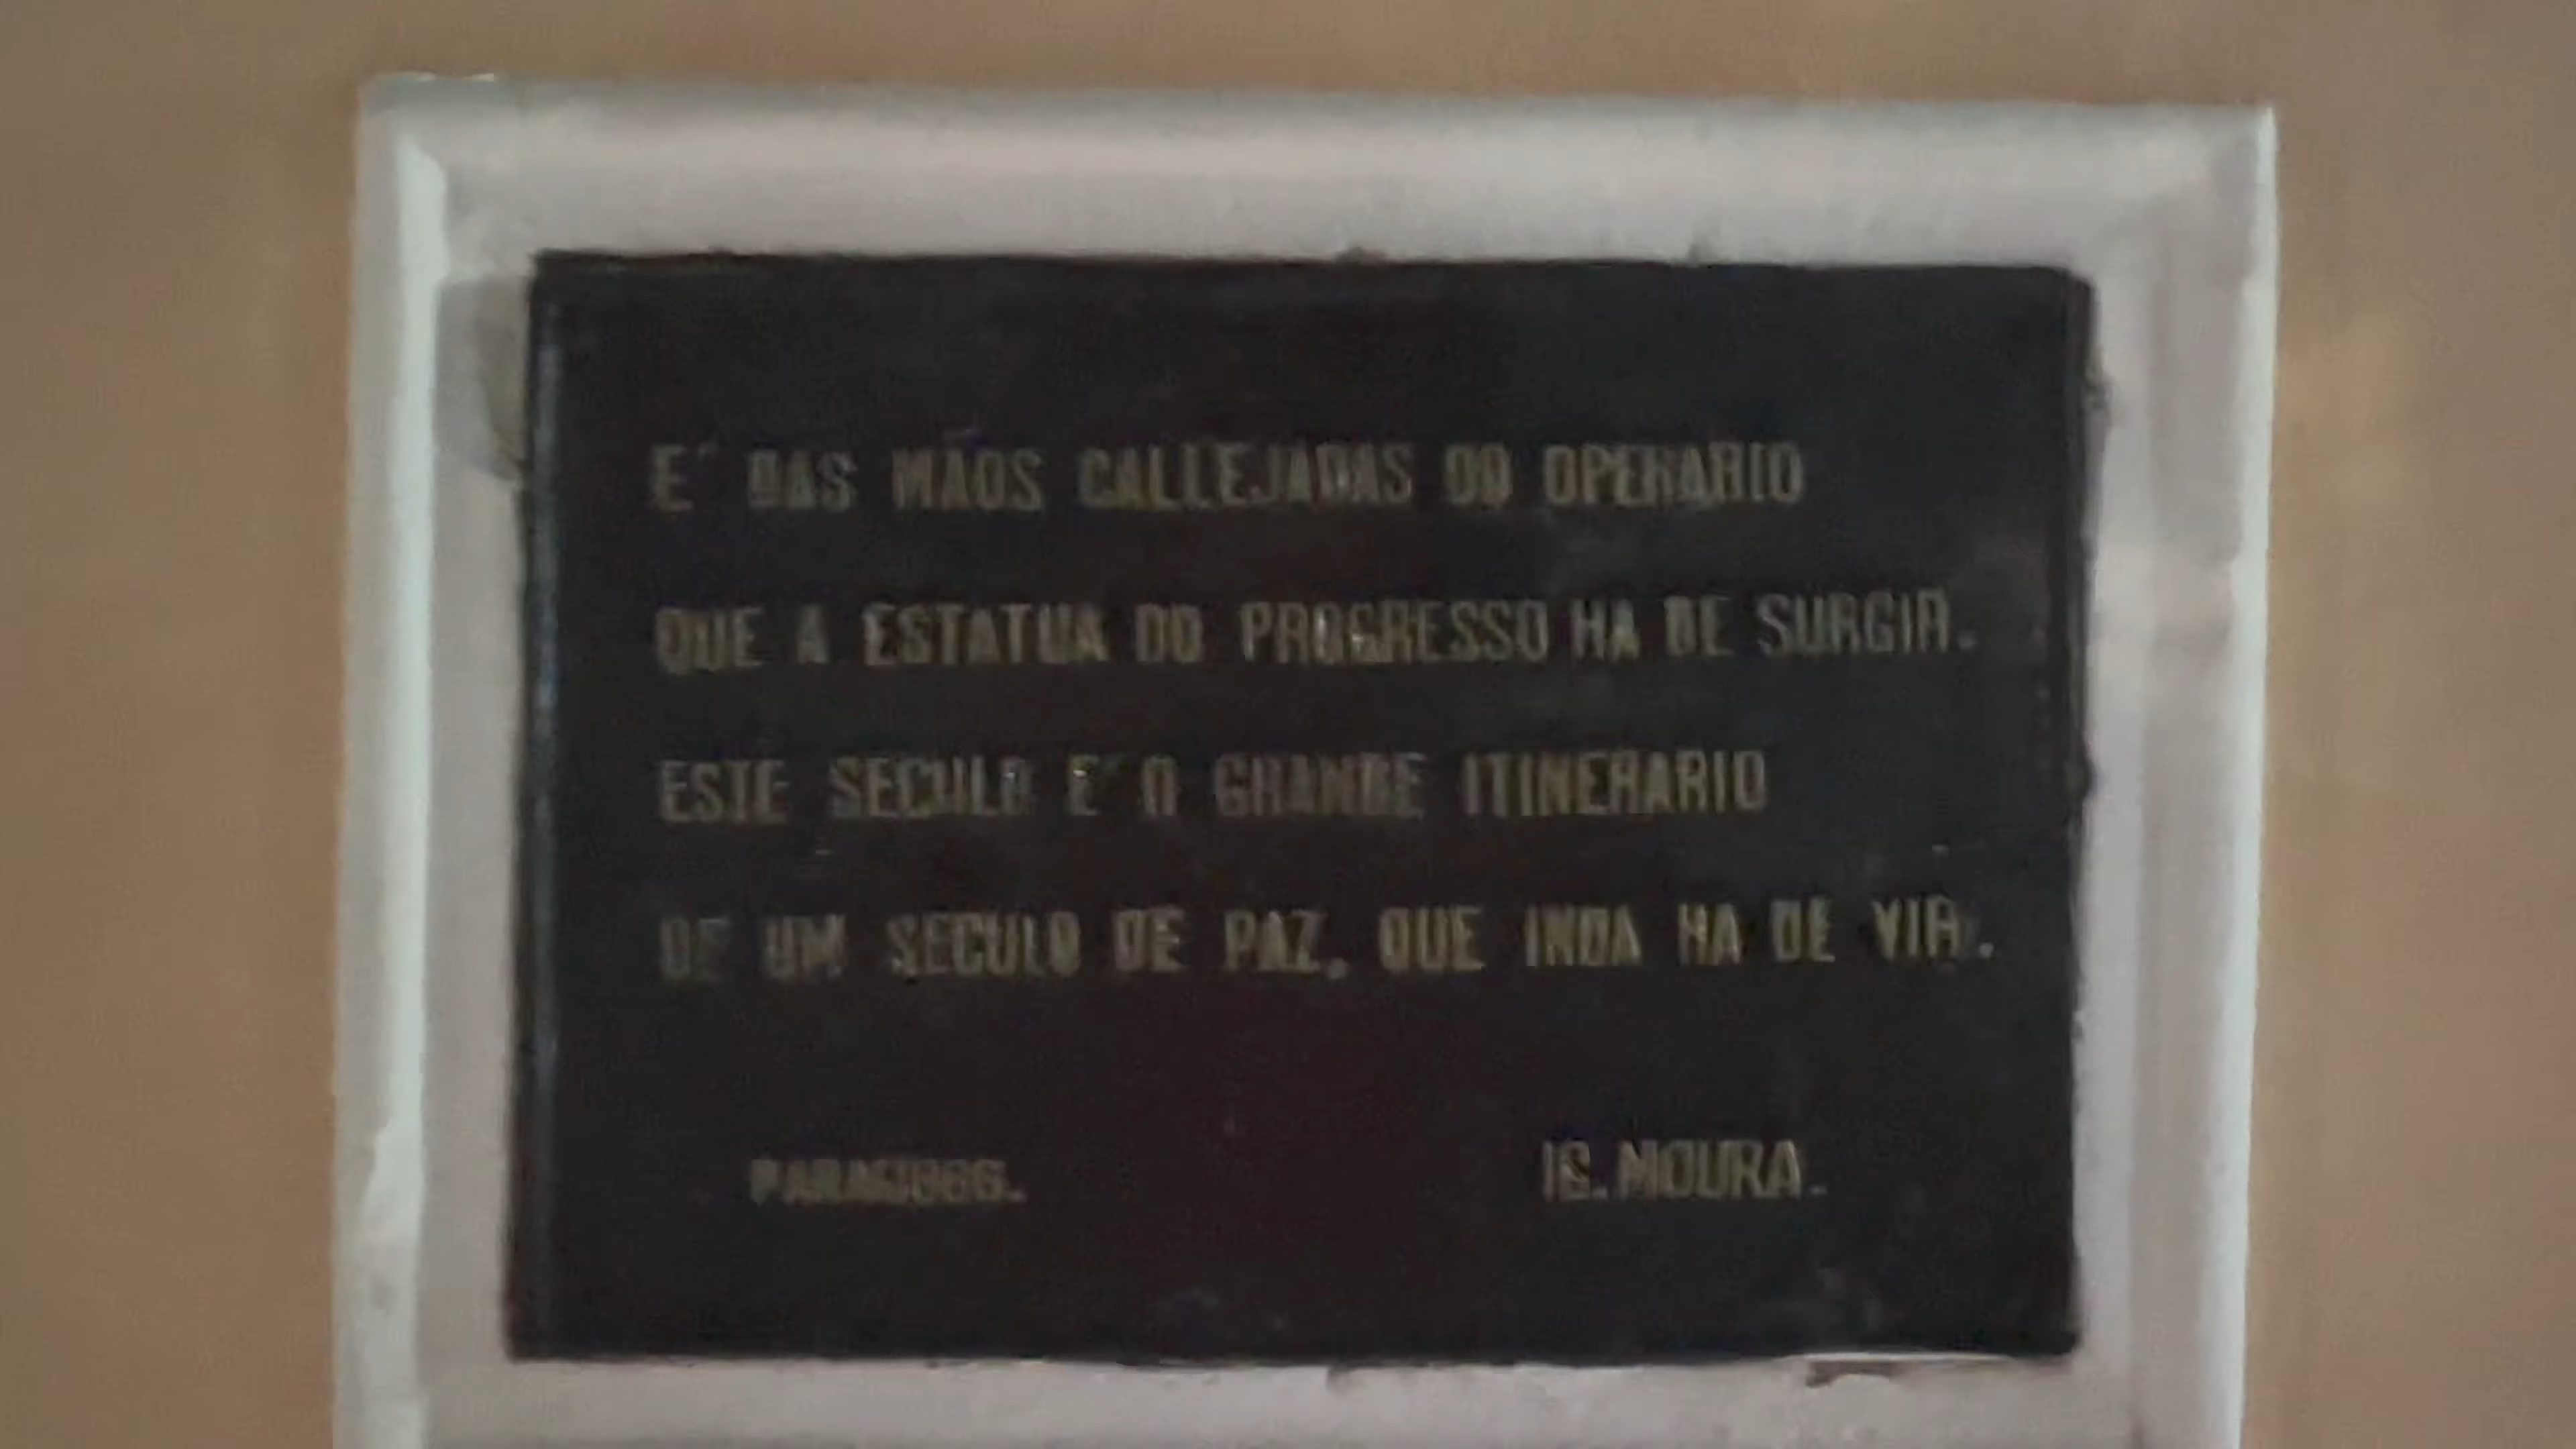 E´ DAS MÃOS CALLEJADAS DO OPERARIO
QUE A ESTATUA DO PROGRESSO HA DE SURGIR.
ESTE SECULO E´ O GRANDE ITINERARIO
DE UM SECULO DE PAZ, QUE INDA HA DE VIR.
IG. MOURA.